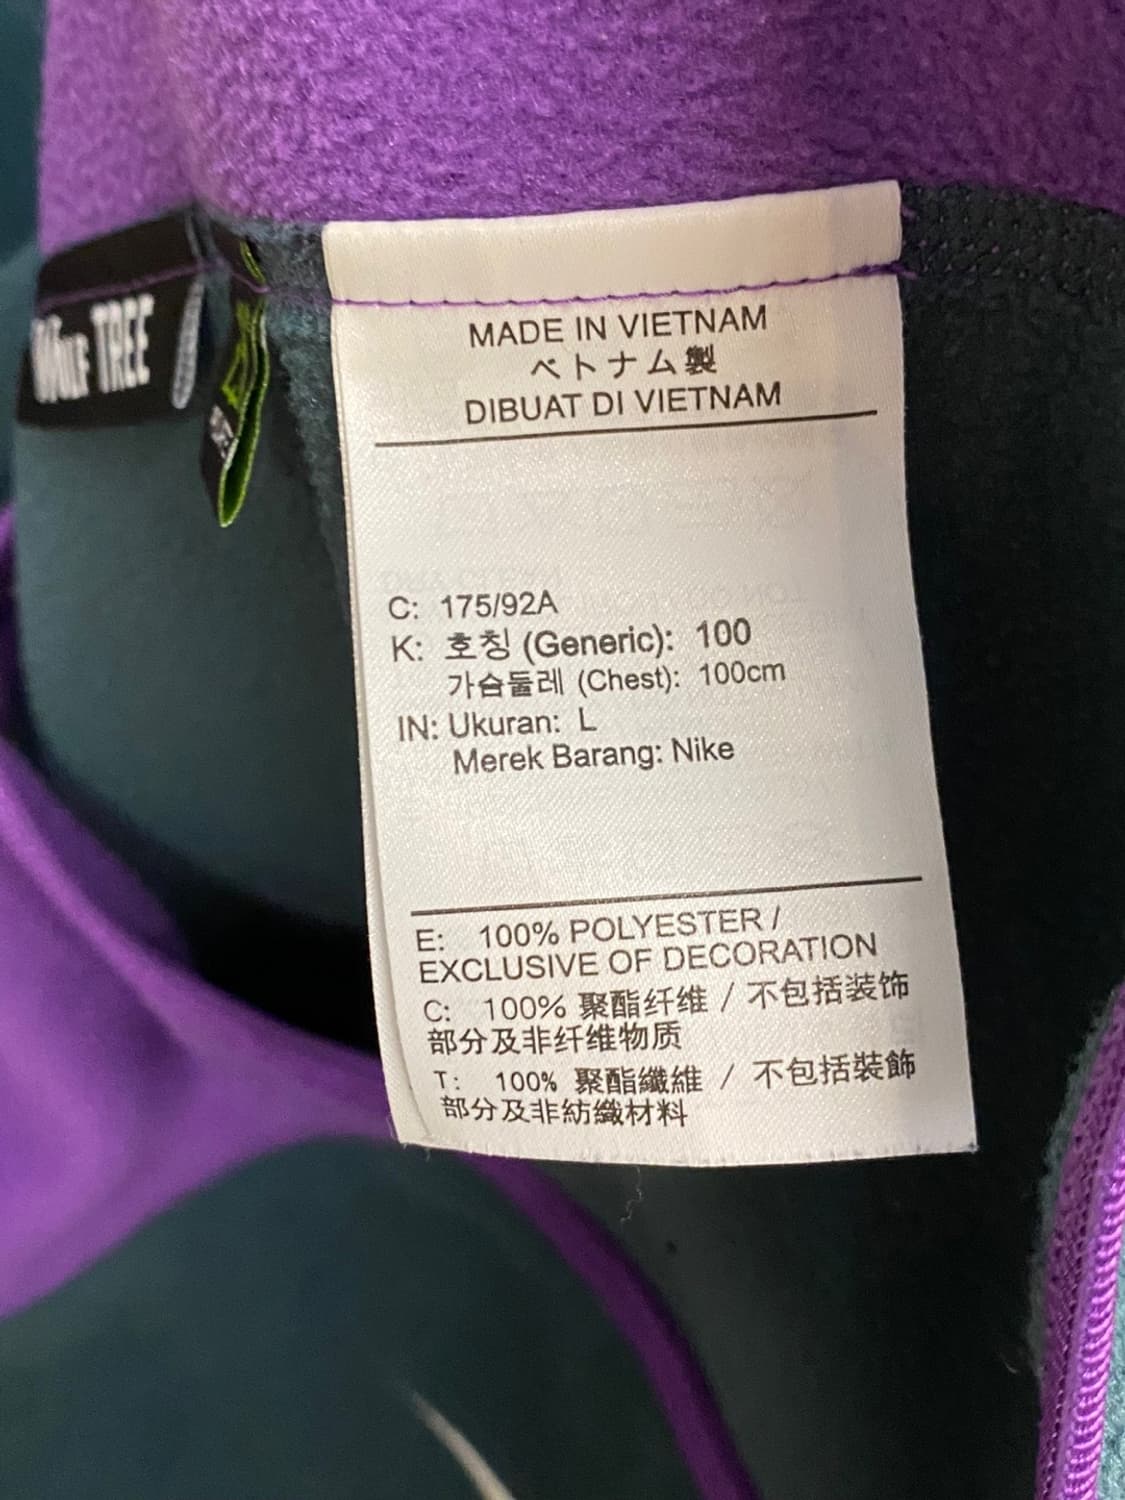 WOLF TREE
MADE IN VIETNAM
ベトナム製
DIBUAT DI VIETNAM
C: 175/92A
K: 호칭 (Generic): 100
가슴둘레 (Chest): 100cm
IN: Ukuran: L
Merek Barang: Nike
E: 100% POLYESTER /
EXCLUSIVE OF DECORATION
C: 100% 聚酯纤维 / 不包括装饰
部分及非纤维物质
T: 100% 聚酯纖維 / 不包括裝飾
部分及非紡織材料